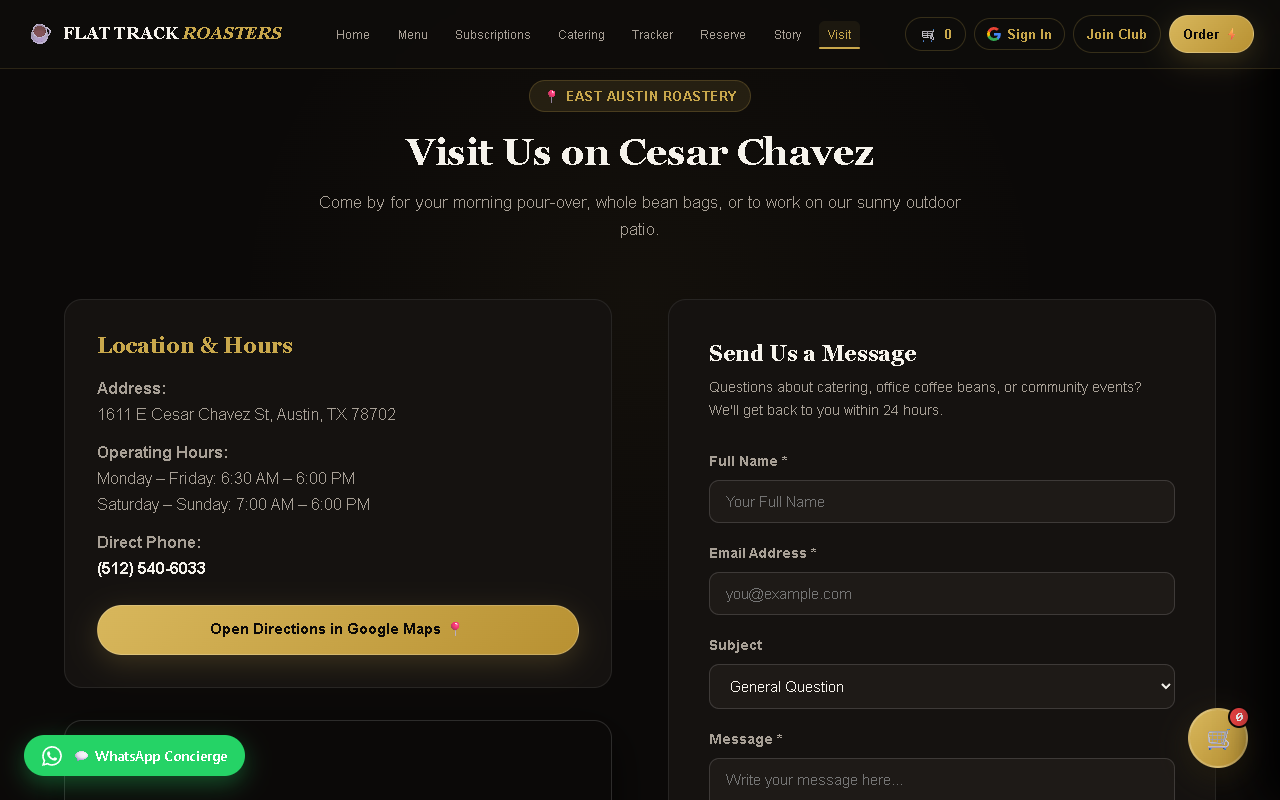 FLAT TRACK ROASTERS
Home
Menu
Subscriptions
Catering
Tracker
Reserve
Story
Visit
0
Sign In
Join Club
Order
EAST AUSTIN ROASTERY
Visit Us on Cesar Chavez
Come by for your morning pour-over, whole bean bags, or to work on our sunny outdoor
patio.
Location & Hours
Address:
1611 E Cesar Chavez St, Austin, TX 78702
Operating Hours:
Monday – Friday: 6:30 AM – 6:00 PM
Saturday – Sunday: 7:00 AM – 6:00 PM
Direct Phone:
(512) 540-6033
Open Directions in Google Maps
Send Us a Message
Questions about catering, office coffee beans, or community events?
We'll get back to you within 24 hours.
Full Name *
Your Full Name
Email Address *
you@example.com
Subject
General Question
Message *
Write your message here...
WhatsApp Concierge
0